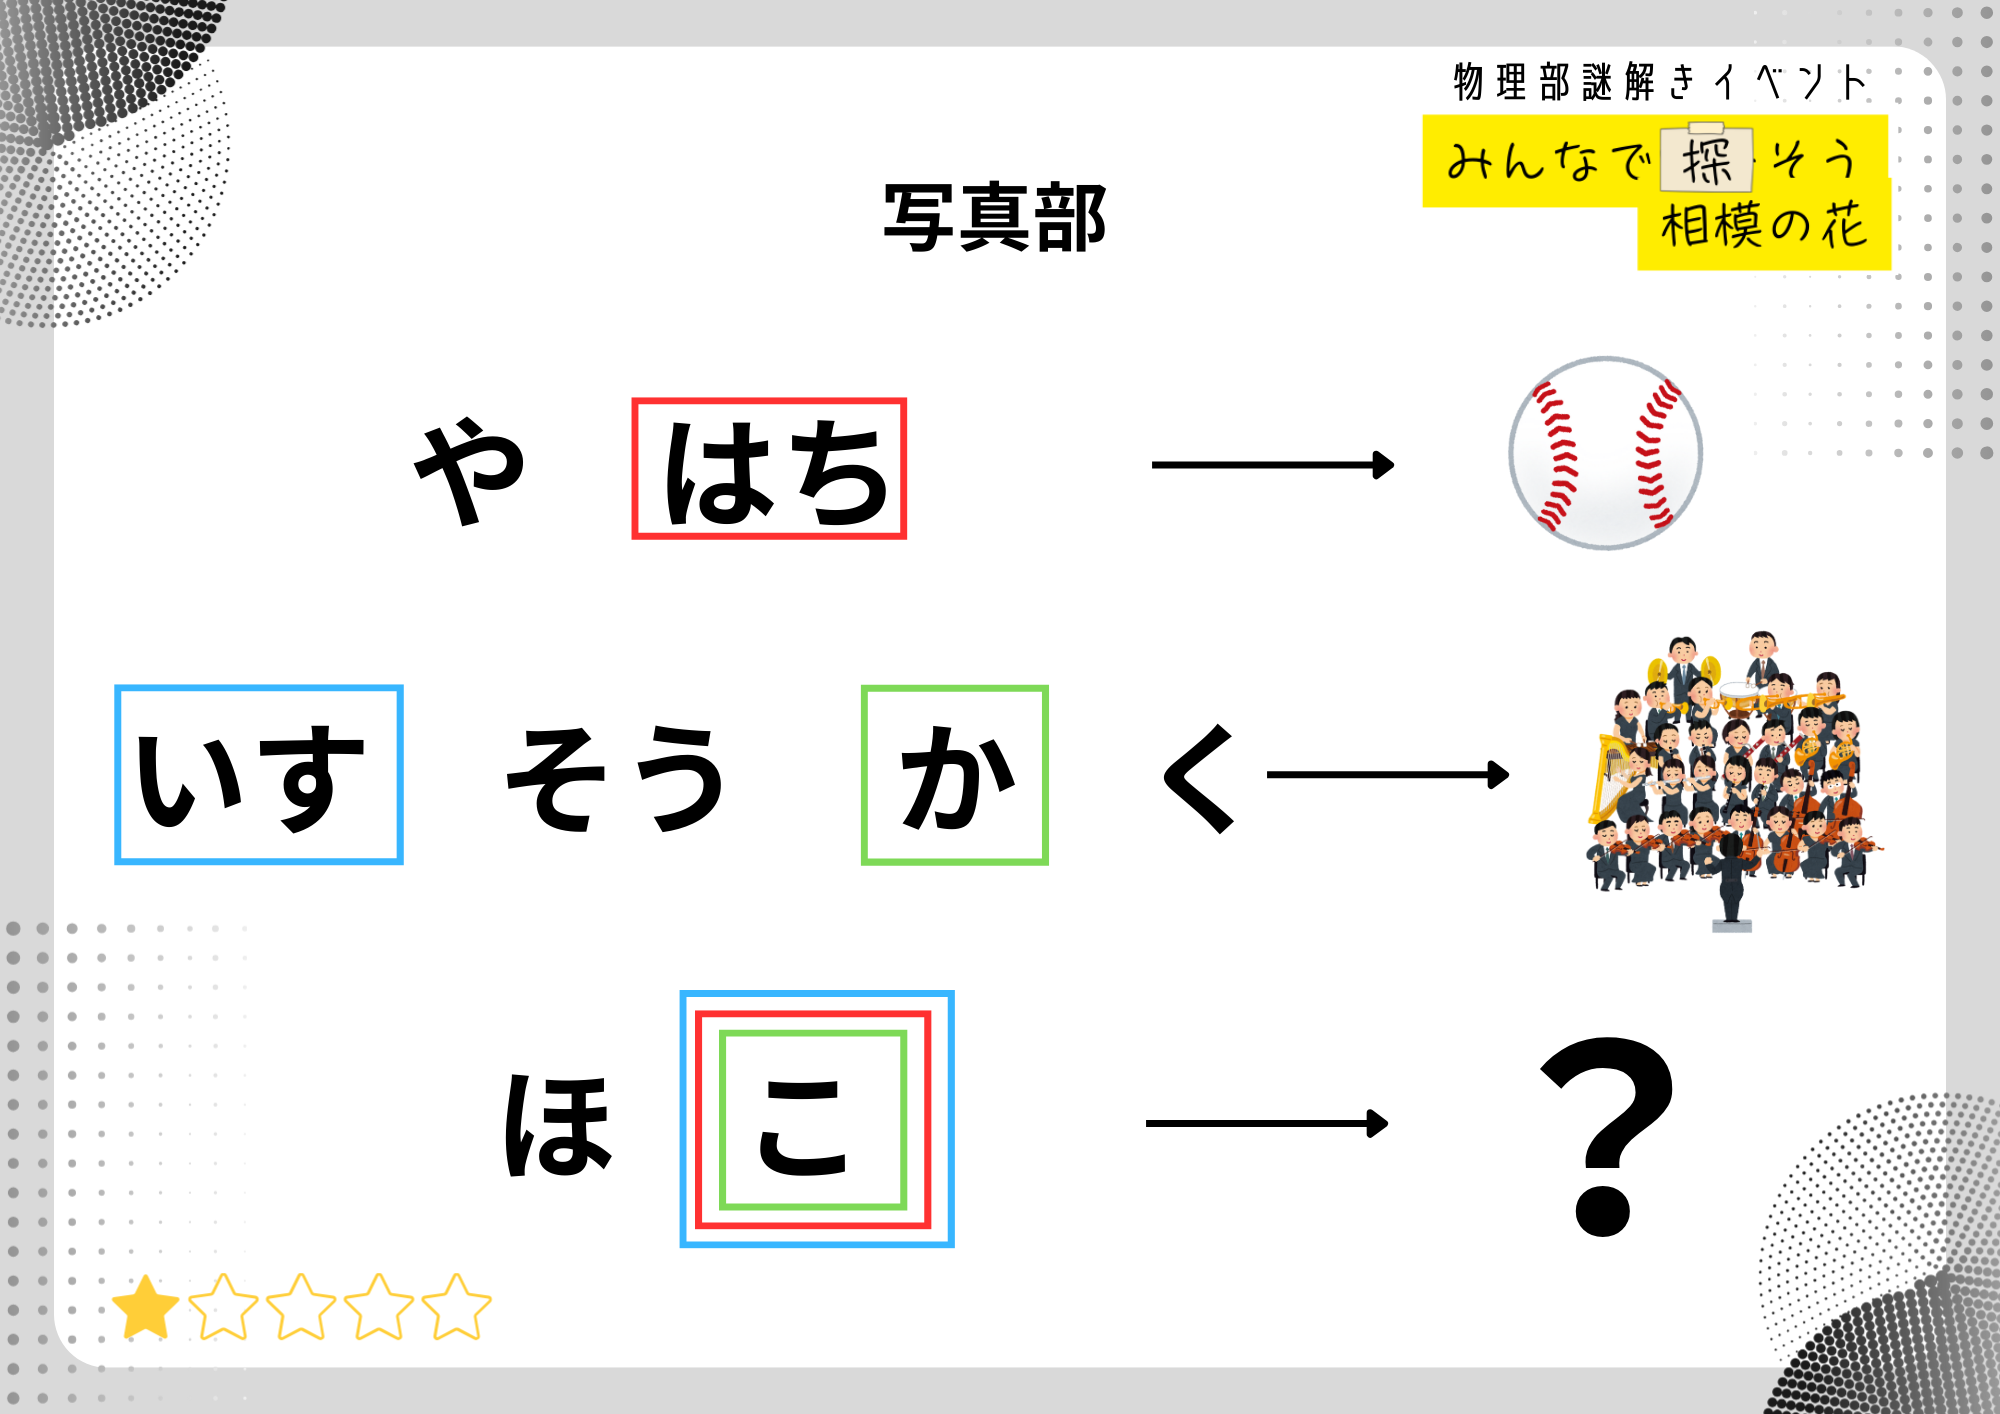 物理部謎解きイベント
みんなで探そう
相模の花
写真部
や はち
いす そう か く
ほ こ
?